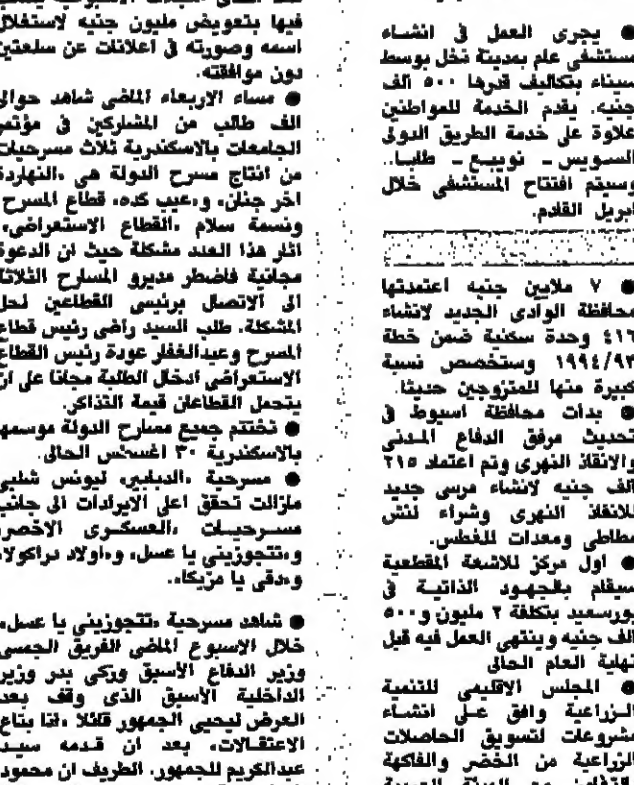 ● يجرى العمل فى انشاء
مستشفى عام بمدينة نخل بوسط
سيناء بتكاليف قدرها ٥٠٠ الف
جنيه. يقدم الخدمة للمواطنين
علاوة على خدمة الطريق الدولى
السويس ـ نويبع ـ طابا..
وسيتم افتتاح المستشفى خلال
ابريل القادم.
● ٧ ملايين جنيه اعتمدتها
محافظة الوادى الجديد لانشاء
٤١٦ وحدة سكنية ضمن خطة
١٩٩٤/٩٣ وستخصص نسبة
كبيرة منها للمتزوجين حديثا.
● بدأت محافظة اسيوط فى
تحديث مرفق الدفاع المدنى
والانقاذ النهرى وتم اعتماد ٢١٥
الف جنيه لانشاء مرسى جديد
للانقاذ النهرى وشراء لنش
مطاطى ومعدات للغطس.
● اول مركز للاشعة المقطعية
سيقام بالجهود الذاتية فى
بورسعيد بتكلفة ٢ مليون و٥٠٠
الف جنيه وينتهى العمل فيه قبل
نهاية العام الحالى
● المجلس الاقليمى للتنمية
الزراعية وافق على انشاء
مشروعات لتسويق الحاصلات
الزراعية من الخضر والفاكهة
فيها بتعويض مليون جنيه لاستغلال
اسمه وصورته فى اعلانات عن سلعتين
دون موافقته.
● مساء الاربعاء الماضى شاهد حوالى
الف طالب من المشاركين فى مؤتمر
الجامعات بالاسكندرية ثلاث مسرحيات
من انتاج مسرح الدولة هى «النهاردة
اخر جنان» و«عيب كده» قطاع المسرح
ونسمة سلام «القطاع الاستعراضى»
اثار هذا العدد مشكلة حيث ان الدعوة
مجانية فاضطر مديرو المسارح الثلاثة
الى الاتصال برئيسى القطاعين لحل
المشكلة. طلب السيد راضى رئيس قطاع
المسرح وعبدالغفار عودة رئيس القطاع
الاستعراضى ادخال الطلبة مجانا على ان
يتحمل القطاعان قيمة التذاكر.
● تختتم جميع مسارح الدولة موسمها
بالاسكندرية ٣٠ اغسطس الحالى.
● مسرحية «الدبابير» ليونس شلبى
مازالت تحقق اعلى الايرادات الى جانب
مسرحيات «العسكرى الاخضر»
و«تتجوزينى يا عسل» و«اولاد دراكولا»
و«دقى يا مزيكا».
● شاهد مسرحية «تتجوزينى يا عسل»
خلال الاسبوع الماضى الفريق الجمسى
وزير الدفاع الأسبق وزكى بدر وزير
الداخلية الأسبق الذى وقف بعد
العرض ليحيى الجمهور قائلا «انا بتاع
الاعتقالات» بعد ان قدمه سيد
عبدالكريم للجمهور. الطريف ان محمود